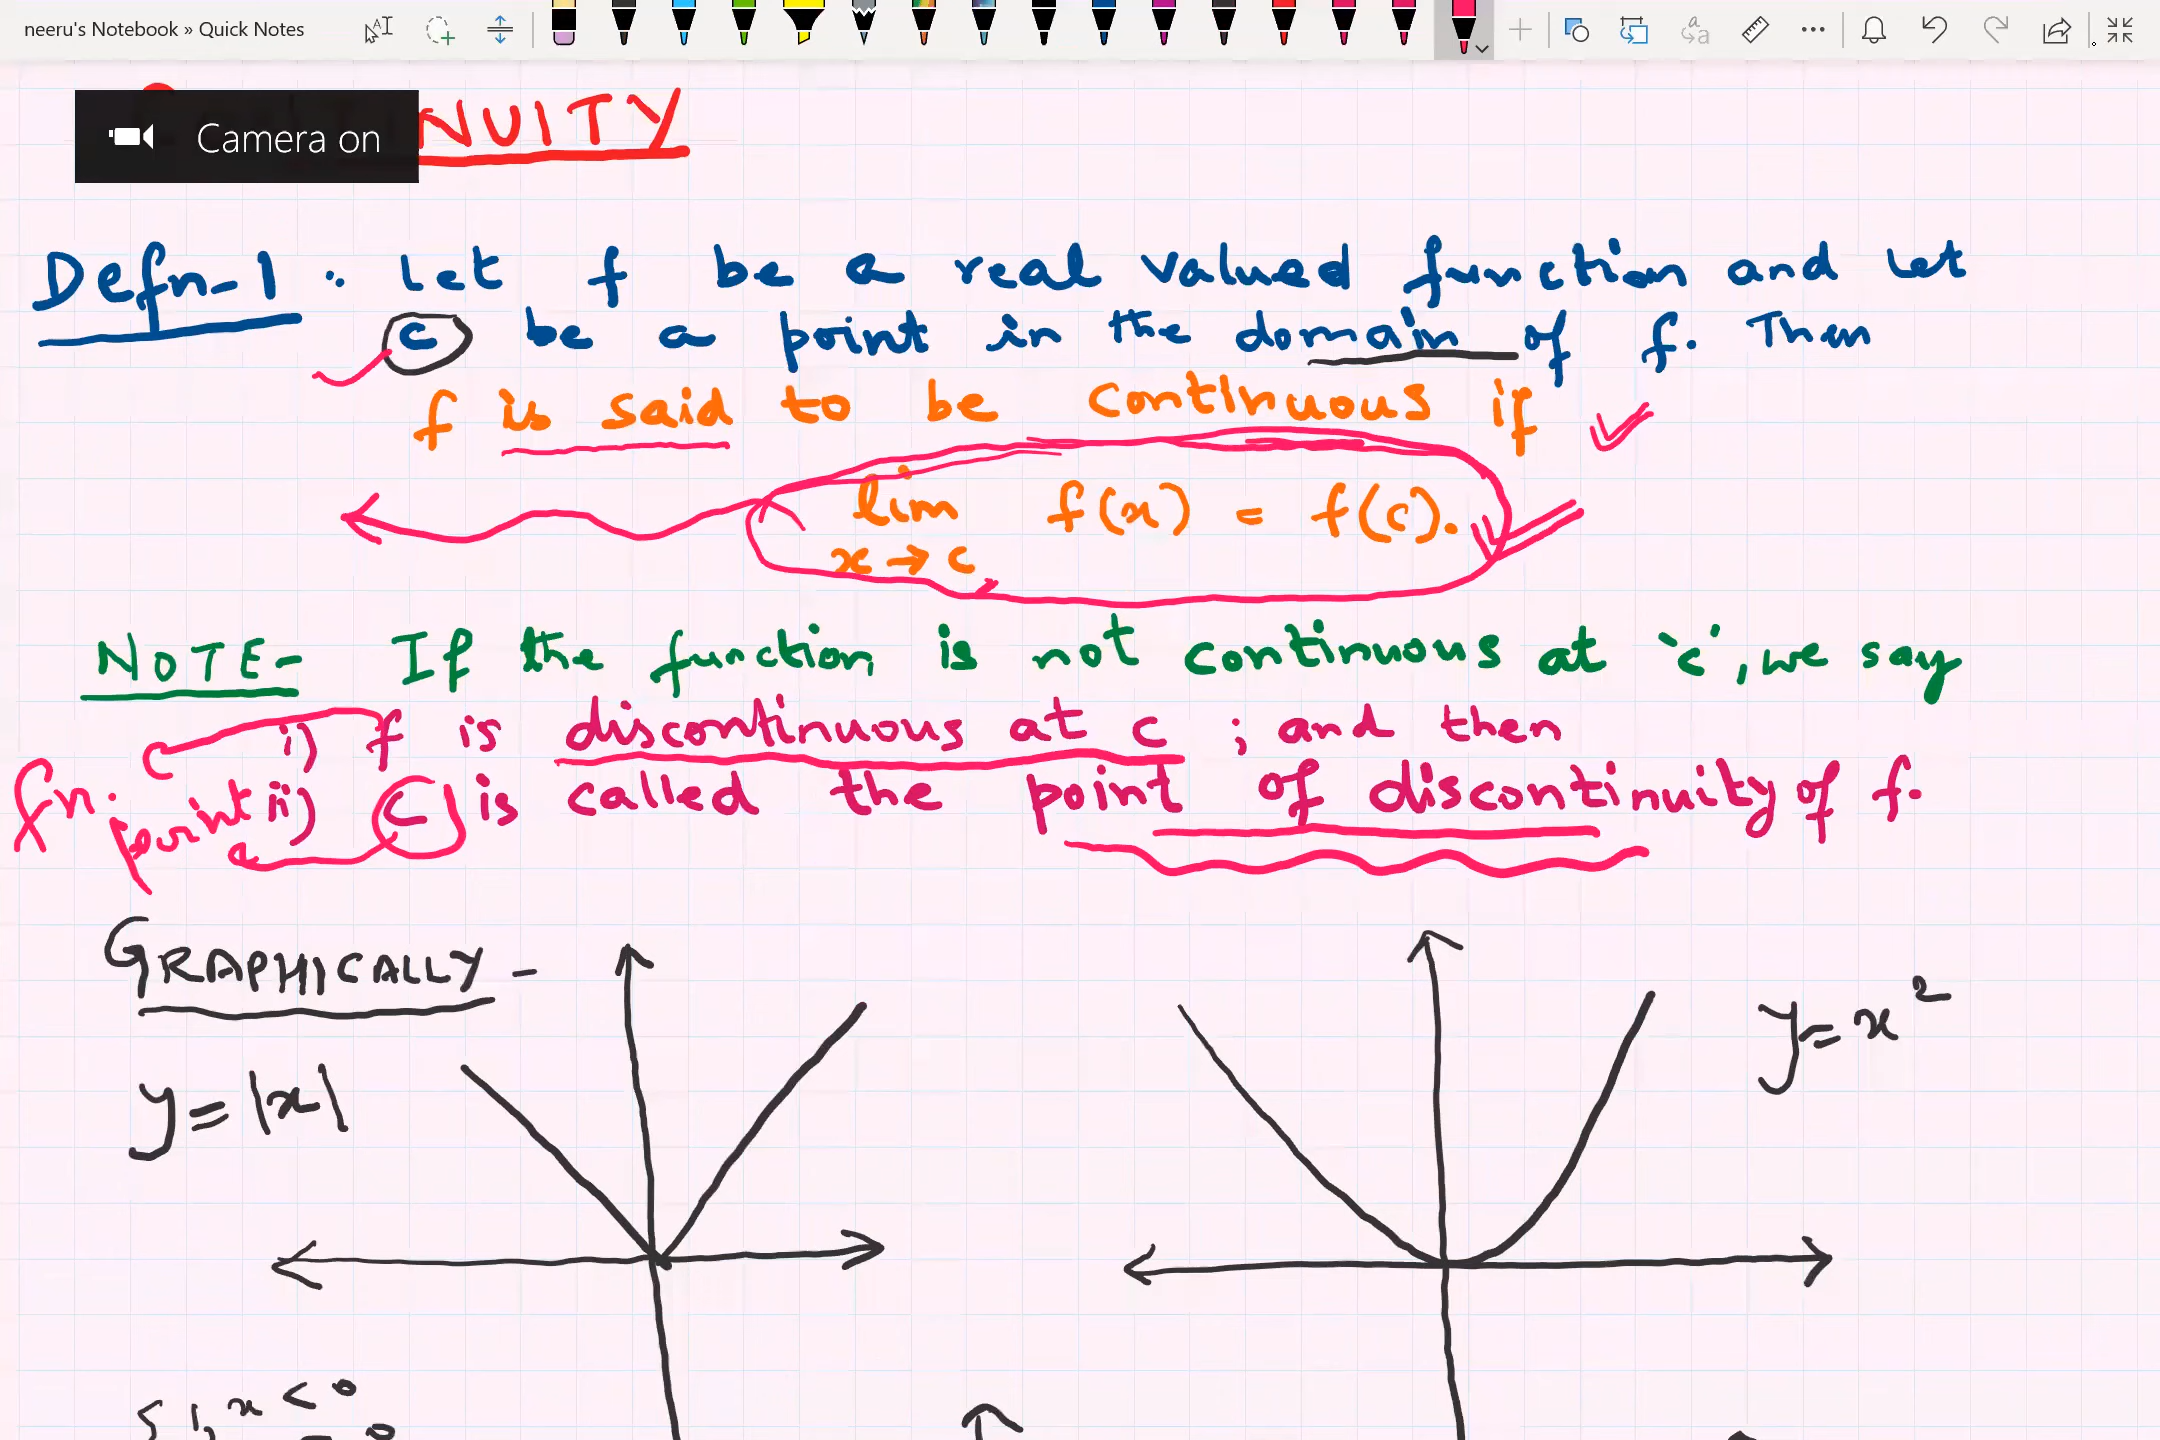 neeru's Notebook » Quick Notes
Camera on
NUITY
Defn-1 : Let f be a real valued function and let
c be a point in the domain of f. Then
f is said to be continuous if
lim f(x) = f(c).
x → c
NOTE- If the function is not continuous at 'c', we say
i) f is discontinuous at c ; and then
fn. point ii) C is called the point of discontinuity of f.
GRAPHICALLY -
y = x²
y = |x|
x < 0